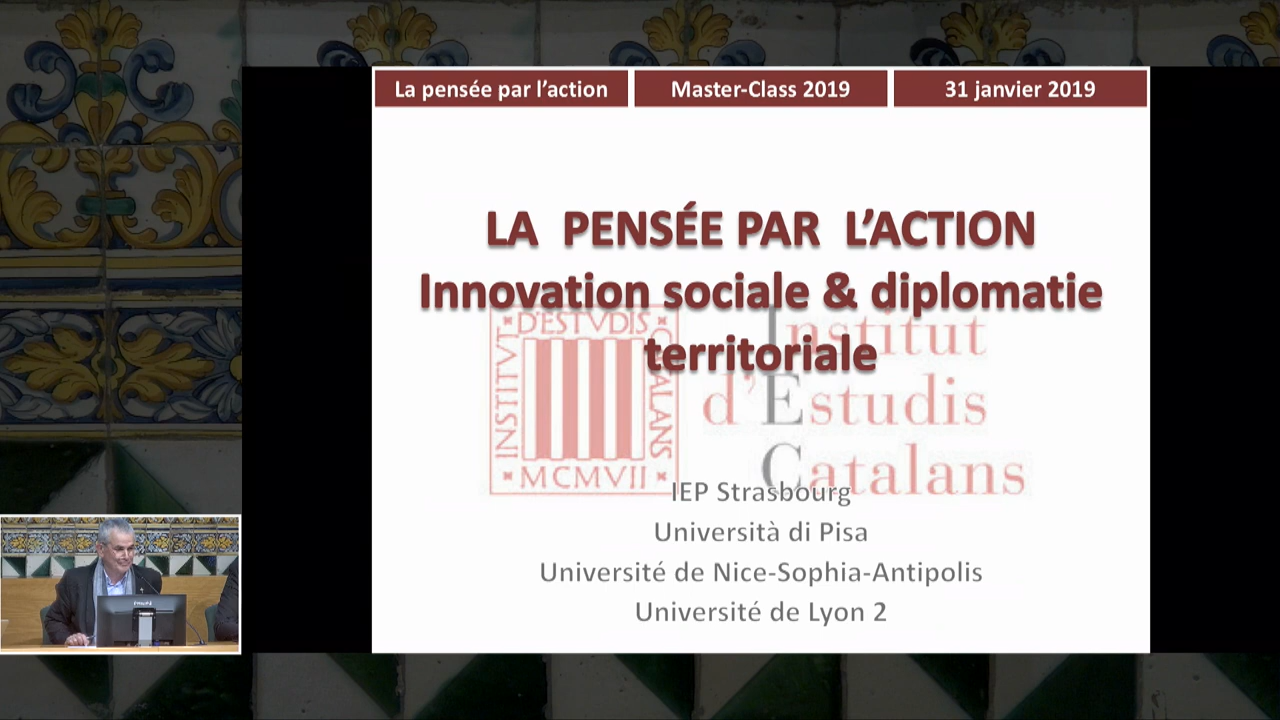 La pensée par l’action
Master-Class 2019
31 janvier 2019
LA PENSÉE PAR L’ACTION
Innovation sociale & diplomatie
territoriale
INSTITVT
D'ESTVDIS
CATALANS
MCMVII
Institut
d'Estudis
Catalans
IEP Strasbourg
Università di Pisa
Université de Nice-Sophia-Antipolis
Université de Lyon 2